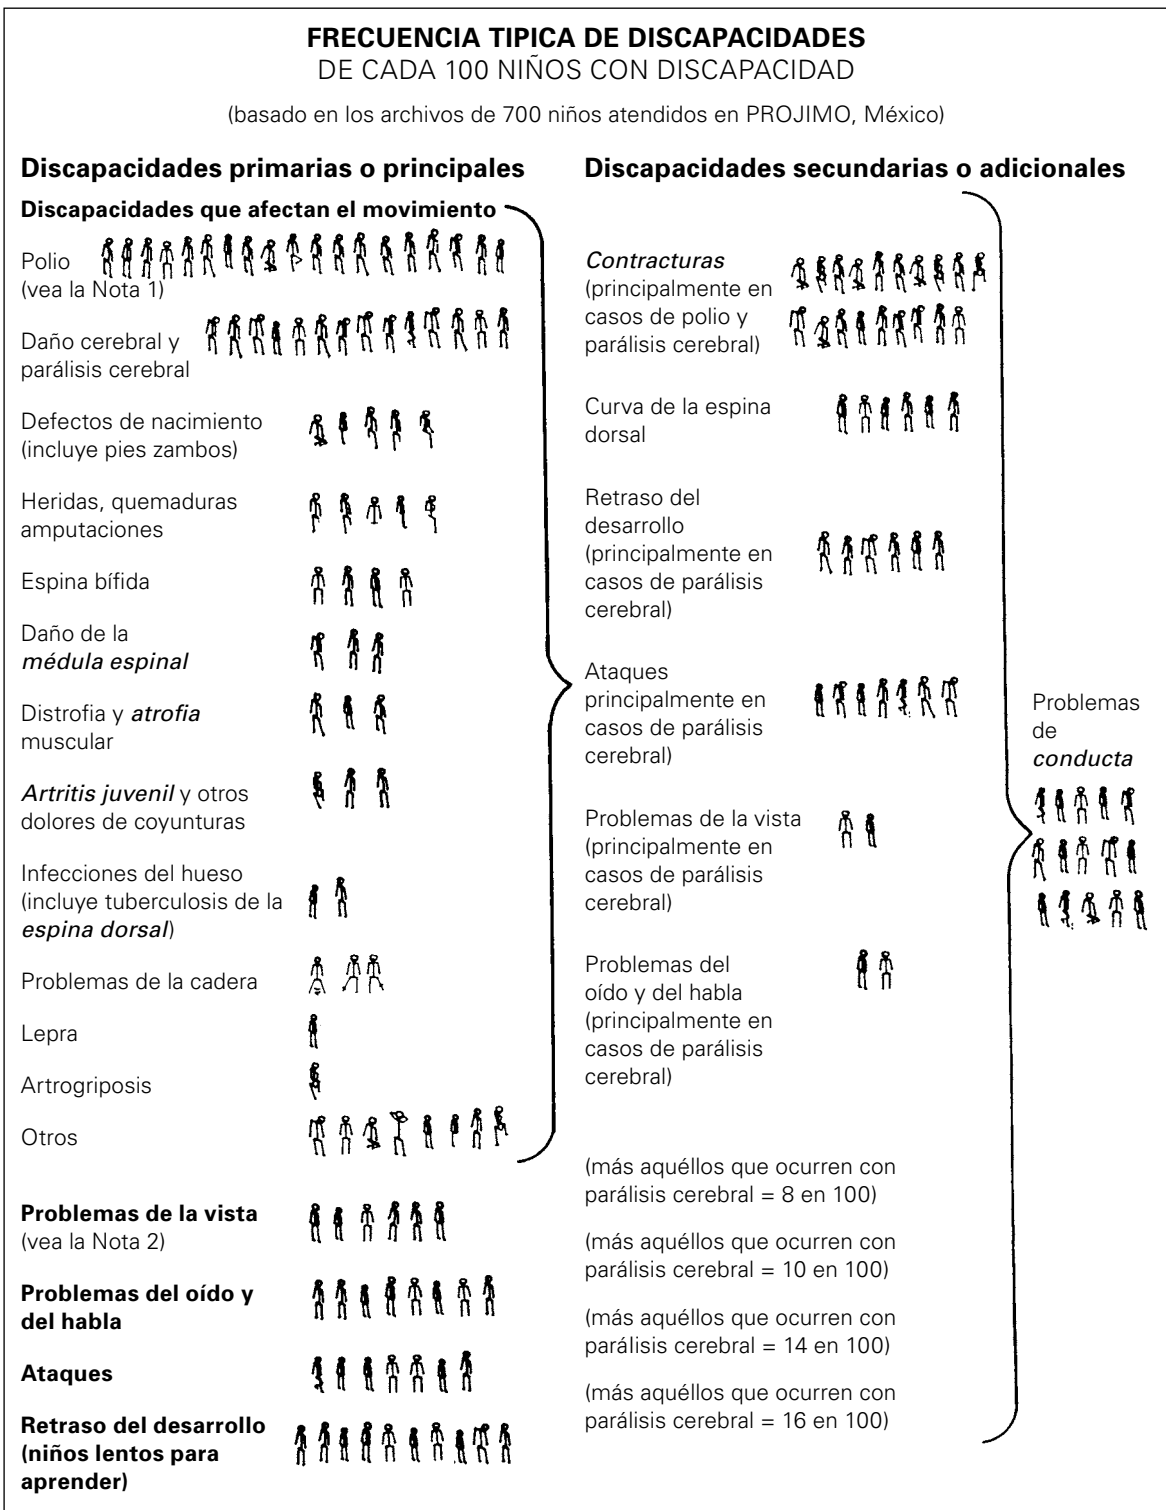 FRECUENCIA TIPICA DE DISCAPACIDADES
DE CADA 100 NIÑOS CON DISCAPACIDAD
(basado en los archivos de 700 niños atendidos en PROJIMO, México)
Discapacidades primarias o principales
Discapacidades que afectan el movimiento
Polio
(vea la Nota 1)
Daño cerebral y
parálisis cerebral
Defectos de nacimiento
(incluye pies zambos)
Heridas, quemaduras
amputaciones
Espina bífida
Daño de la
médula espinal
Distrofia y atrofia
muscular
Artritis juvenil y otros
dolores de coyunturas
Infecciones del hueso
(incluye tuberculosis de la
espina dorsal)
Problemas de la cadera
Lepra
Artrogriposis
Otros
Problemas de la vista
(vea la Nota 2)
Problemas del oído y
del habla
Ataques
Retraso del desarrollo
(niños lentos para
aprender)
Discapacidades secundarias o adicionales
Contracturas
(principalmente en
casos de polio y
parálisis cerebral)
Curva de la espina
dorsal
Retraso del
desarrollo
(principalmente en
casos de parálisis
cerebral)
Ataques
principalmente en
casos de parálisis
cerebral)
Problemas de la vista
(principalmente en
casos de parálisis
cerebral)
Problemas del
oído y del habla
(principalmente en
casos de parálisis
cerebral)
(más aquéllos que ocurren con
parálisis cerebral = 8 en 100)
(más aquéllos que ocurren con
parálisis cerebral = 10 en 100)
(más aquéllos que ocurren con
parálisis cerebral = 14 en 100)
(más aquéllos que ocurren con
parálisis cerebral = 16 en 100)
Problemas
de
conducta